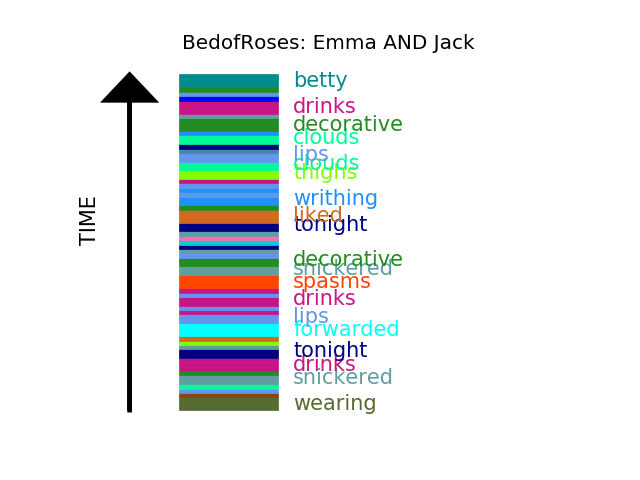 BedofRoses: Emma AND Jack
betty
drinks
decorative
clouds
lips
clouds
thighs
writhing
liked
tonight
decorative
snickered
spasms
drinks
lips
forwarded
tonight
drinks
snickered
wearing
TIME